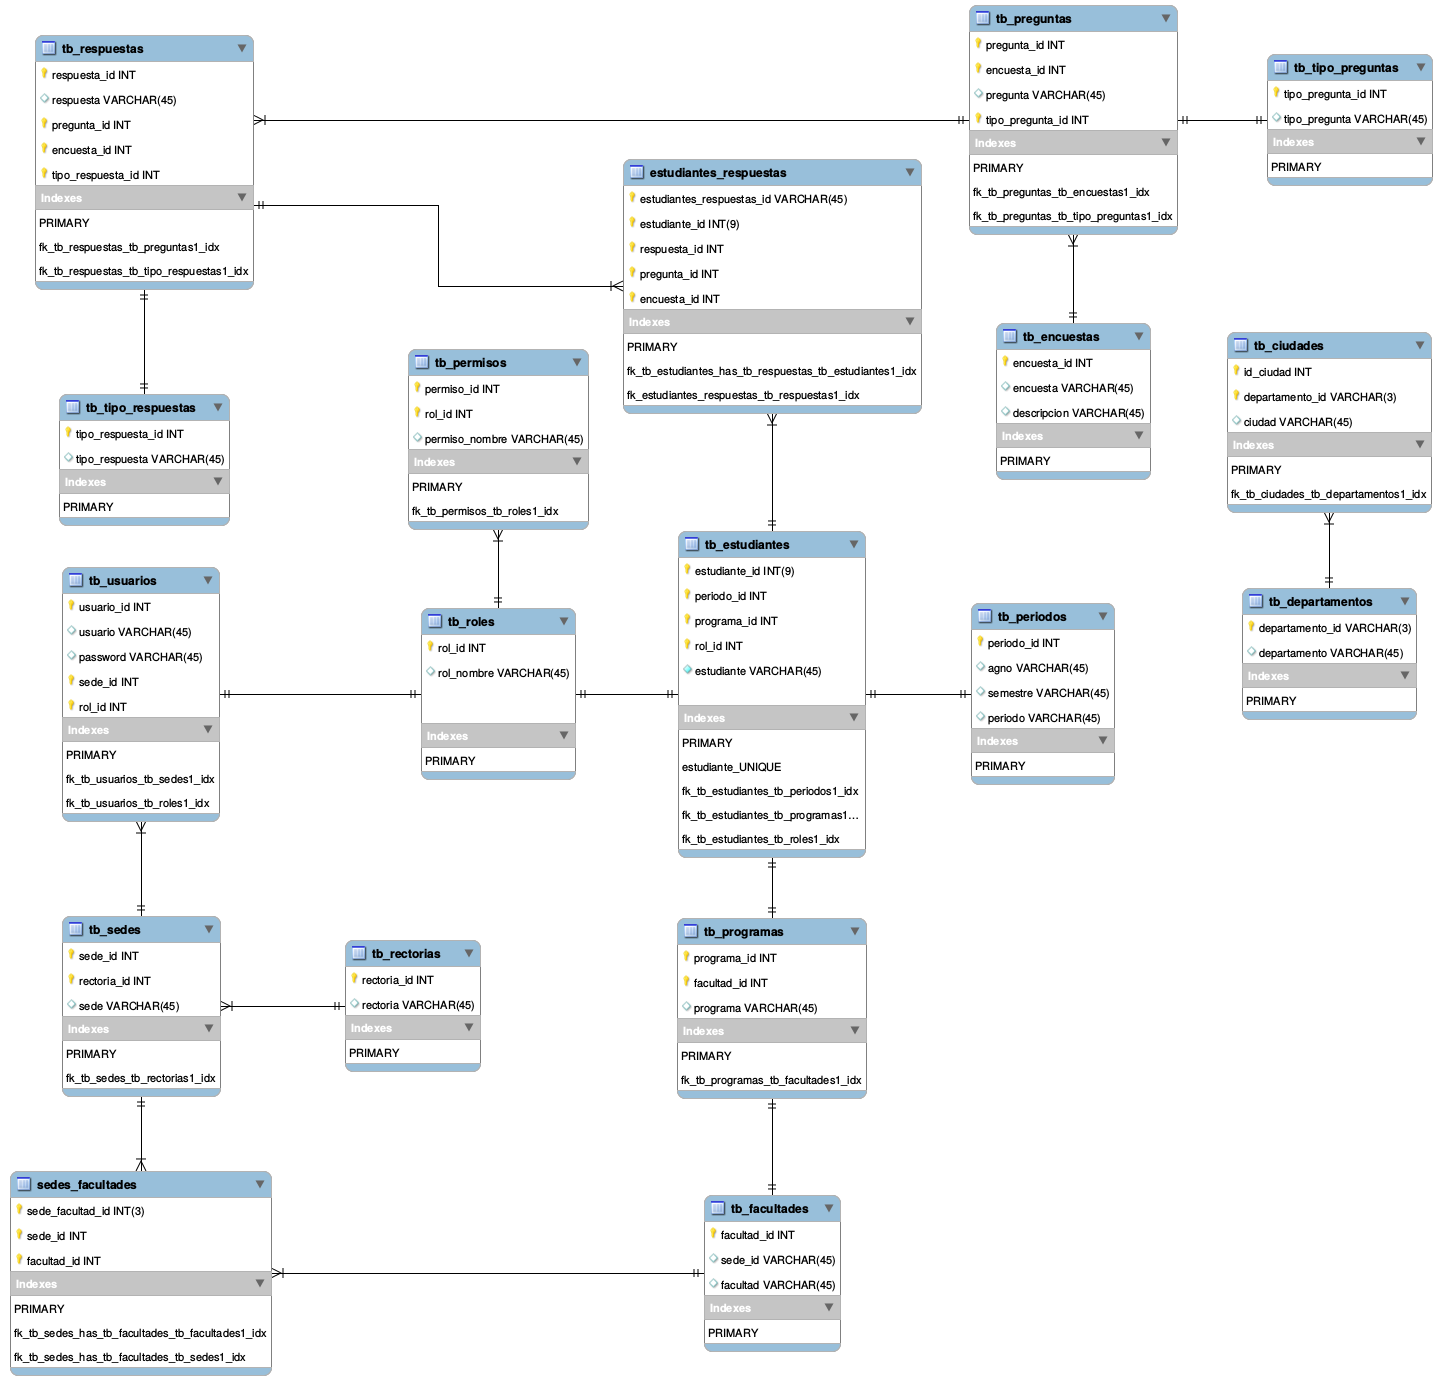 tb_respuestas
respuesta_id INT
respuesta VARCHAR(45)
pregunta_id INT
encuesta_id INT
tipo_respuesta_id INT
Indexes
PRIMARY
fk_tb_respuestas_tb_preguntas1_idx
fk_tb_respuestas_tb_tipo_respuestas1_idx
tb_preguntas
pregunta_id INT
encuesta_id INT
pregunta VARCHAR(45)
tipo_pregunta_id INT
Indexes
PRIMARY
fk_tb_preguntas_tb_encuestas1_idx
fk_tb_preguntas_tb_tipo_preguntas1_idx
tb_tipo_preguntas
tipo_pregunta_id INT
tipo_pregunta VARCHAR(45)
Indexes
PRIMARY
estudiantes_respuestas
estudiantes_respuestas_id VARCHAR(45)
estudiante_id INT(9)
respuesta_id INT
pregunta_id INT
encuesta_id INT
Indexes
PRIMARY
fk_tb_estudiantes_has_tb_respuestas_tb_estudiantes1_idx
fk_estudiantes_respuestas_tb_respuestas1_idx
tb_encuestas
encuesta_id INT
encuesta VARCHAR(45)
descripcion VARCHAR(45)
Indexes
PRIMARY
tb_ciudades
id_ciudad INT
departamento_id VARCHAR(3)
ciudad VARCHAR(45)
Indexes
PRIMARY
fk_tb_ciudades_tb_departamentos1_idx
tb_permisos
permiso_id INT
rol_id INT
permiso_nombre VARCHAR(45)
Indexes
PRIMARY
fk_tb_permisos_tb_roles1_idx
tb_tipo_respuestas
tipo_respuesta_id INT
tipo_respuesta VARCHAR(45)
Indexes
PRIMARY
tb_usuarios
usuario_id INT
usuario VARCHAR(45)
password VARCHAR(45)
sede_id INT
rol_id INT
Indexes
PRIMARY
fk_tb_usuarios_tb_sedes1_idx
fk_tb_usuarios_tb_roles1_idx
tb_roles
rol_id INT
rol_nombre VARCHAR(45)
Indexes
PRIMARY
tb_estudiantes
estudiante_id INT(9)
periodo_id INT
programa_id INT
rol_id INT
estudiante VARCHAR(45)
Indexes
PRIMARY
estudiante_UNIQUE
fk_tb_estudiantes_tb_periodos1_idx
fk_tb_estudiantes_tb_programas1...
fk_tb_estudiantes_tb_roles1_idx
tb_periodos
periodo_id INT
agno VARCHAR(45)
semestre VARCHAR(45)
periodo VARCHAR(45)
Indexes
PRIMARY
tb_departamentos
departamento_id VARCHAR(3)
departamento VARCHAR(45)
Indexes
PRIMARY
tb_sedes
sede_id INT
rectoria_id INT
sede VARCHAR(45)
Indexes
PRIMARY
fk_tb_sedes_tb_rectorias1_idx
tb_rectorias
rectoria_id INT
rectoria VARCHAR(45)
Indexes
PRIMARY
tb_programas
programa_id INT
facultad_id INT
programa VARCHAR(45)
Indexes
PRIMARY
fk_tb_programas_tb_facultades1_idx
sedes_facultades
sede_facultad_id INT(3)
sede_id INT
facultad_id INT
Indexes
PRIMARY
fk_tb_sedes_has_tb_facultades_tb_facultades1_idx
fk_tb_sedes_has_tb_facultades_tb_sedes1_idx
tb_facultades
facultad_id INT
sede_id VARCHAR(45)
facultad VARCHAR(45)
Indexes
PRIMARY